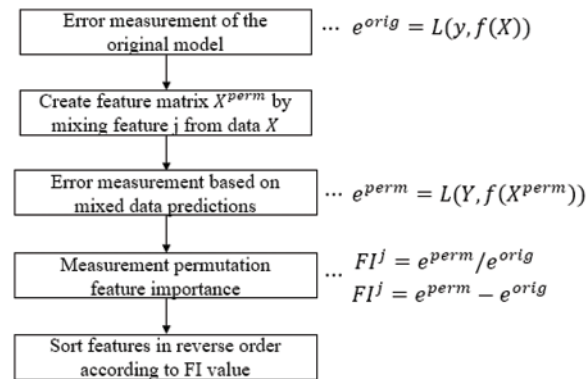 Error measurement of the … e^{orig} = L(y, f(X))
original model
Create feature matrix X^{perm} by
mixing feature j from data X
Error measurement based on … e^{perm} = L(Y, f(X^{perm}))
mixed data predictions
Measurement permutation … FI^{j} = e^{perm}/e^{orig}
feature importance FI^{j} = e^{perm} − e^{orig}
Sort features in reverse order
according to FI value